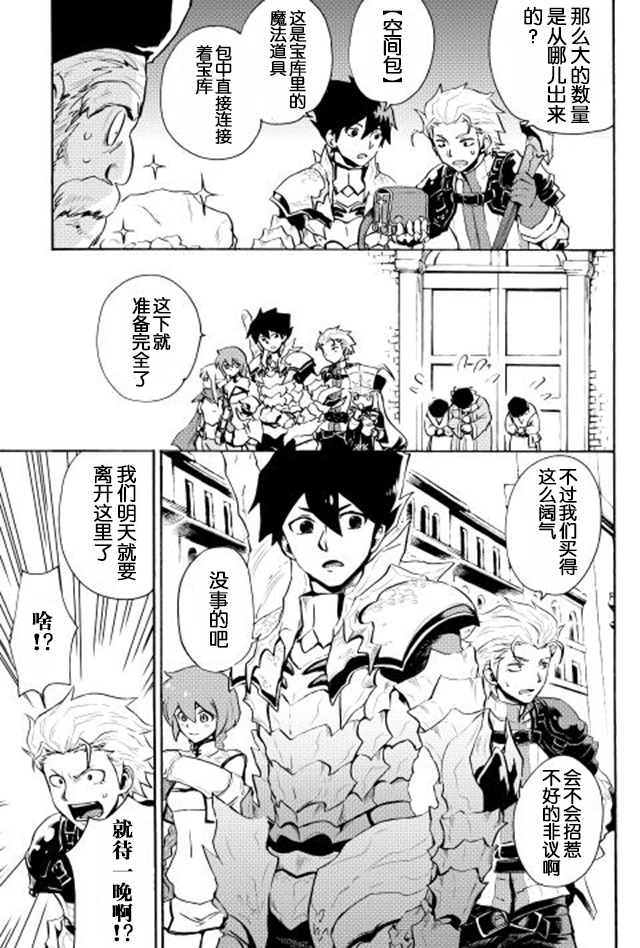 那么大的数量
是从哪儿出来
的？
【空间包】
这是宝库里的
魔法道具
包中直接连接
着宝库
这下就
准备完全了
不过我们买得
这么阔气
会不会招惹
不好的非议啊
没事的吧
我们明天就要
离开这里了
啥!?
就待一晚啊!?